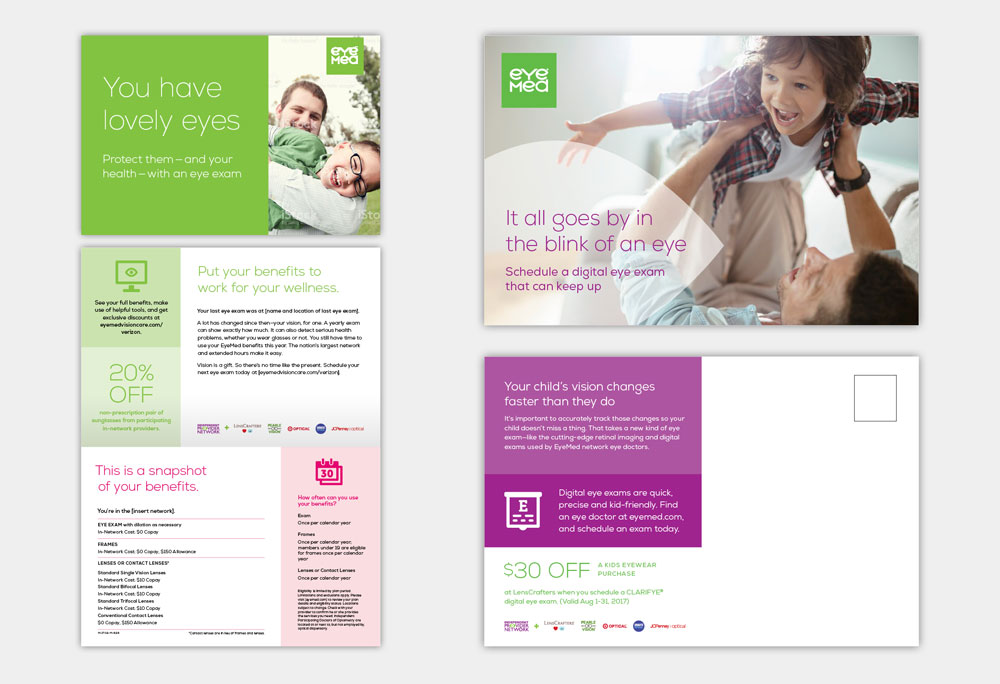 You have
lovely eyes
Protect them – and your
health – with an eye exam
eye
Med
iStock
See your full benefits, make
use of helpful tools, and get
exclusive discounts at
eyemedvisioncare.com/
verizon.
20%
OFF
non-prescription pair of
sunglasses from participating
in-network providers.
Put your benefits to
work for your wellness.
Your last eye exam was at [name and location of last eye exam].
A lot has changed since then–your vision, for one. A yearly exam
can show exactly how much. It can also detect serious health
problems, whether you wear glasses or not. You still have time to
use your EyeMed benefits this year. The nation's largest network
and extended hours make it easy.
Vision is a gift. So there's no time like the present. Schedule your
next eye exam today at [eyemedvisioncare.com/verizon].
INDEPENDENT
PROVIDER
NETWORK
+
LENSCRAFTERS
PEARLE
VISION
OPTICAL
JCPenney optical
This is a snapshot
of your benefits.
You're in the [insert network].
EYE EXAM with dilation as necessary
In-Network Cost: $0 Copay
FRAMES
In-Network Cost: $0 Copay, $150 Allowance
LENSES OR CONTACT LENSES*
Standard Single Vision Lenses
In-Network Cost: $10 Copay
Standard Bifocal Lenses
In-Network Cost: $10 Copay
Standard Trifocal Lenses
In-Network Cost: $10 Copay
Conventional Contact Lenses
$0 Copay, $150 Allowance
*Contact lenses are in lieu of frames and lenses
30
How often can you use
your benefits?
Exam
Once per calendar year
Frames
Once per calendar year;
members under 19 are eligible
for frames once per calendar
year
Lenses or Contact Lenses
Once per calendar year
eye
Med
It all goes by in
the blink of an eye
Schedule a digital eye exam
that can keep up
Your child's vision changes
faster than they do
It's important to accurately track those changes so your
child doesn't miss a thing. That takes a new kind of eye
exam–like the cutting-edge retinal imaging and digital
exams used by EyeMed network eye doctors.
E
Digital eye exams are quick,
precise and kid-friendly. Find
an eye doctor at eyemed.com,
and schedule an exam today.
$30 OFF A KIDS EYEWEAR
PURCHASE
at LensCrafters when you schedule a CLARIFYE®
digital eye exam. (Valid Aug 1-31, 2017)
INDEPENDENT
PROVIDER
NETWORK
+
LENSCRAFTERS
PEARLE
VISION
OPTICAL
JCPenney optical